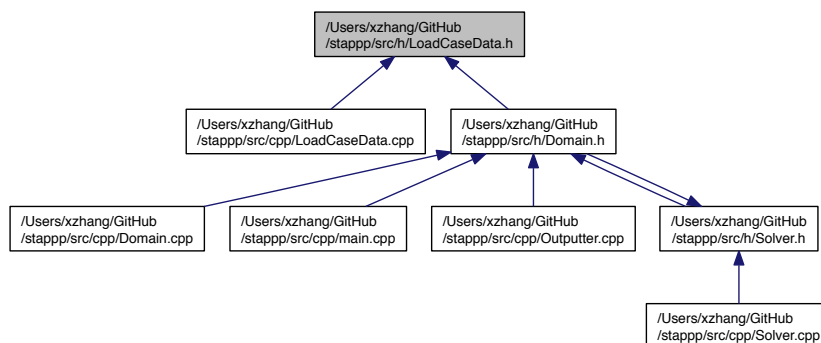 /Users/xzhang/GitHub
/stappp/src/h/LoadCaseData.h
/Users/xzhang/GitHub
/stappp/src/cpp/LoadCaseData.cpp
/Users/xzhang/GitHub
/stappp/src/h/Domain.h
/Users/xzhang/GitHub
/stappp/src/cpp/Domain.cpp
/Users/xzhang/GitHub
/stappp/src/cpp/main.cpp
/Users/xzhang/GitHub
/stappp/src/cpp/Outputter.cpp
/Users/xzhang/GitHub
/stappp/src/h/Solver.h
/Users/xzhang/GitHub
/stappp/src/cpp/Solver.cpp